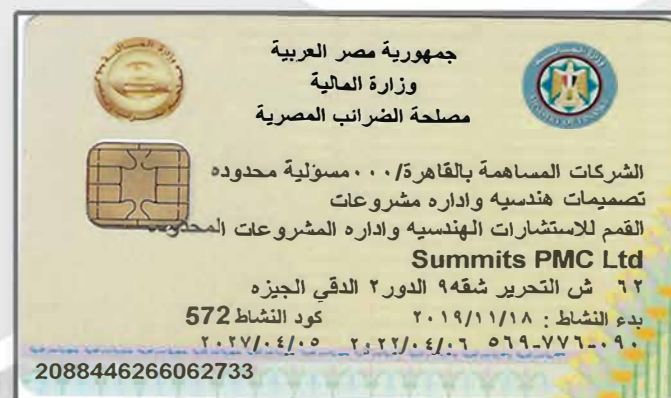 جمهورية مصر العربية
وزارة المالية
مصلحة الضرائب المصرية
الشركات المساهمة بالقاهرة/٠٠٠مسؤلية محدوده
تصميمات هندسيه واداره مشروعات
القمم للاستشارات الهندسيه واداره المشروعات المحدودة
Summits PMC Ltd
٦٢ ش التحرير شقه٩ الدور٢ الدقي الجيزه
بدء النشاط : ٢٠١٩/١١/١٨ كود النشاط 572
٥٦٩-٧٧٦-٠٩٠ ٢٠٢٢/٠٤/٠٦ ٢٠٢٧/٠٤/٠٥
2088446266062733